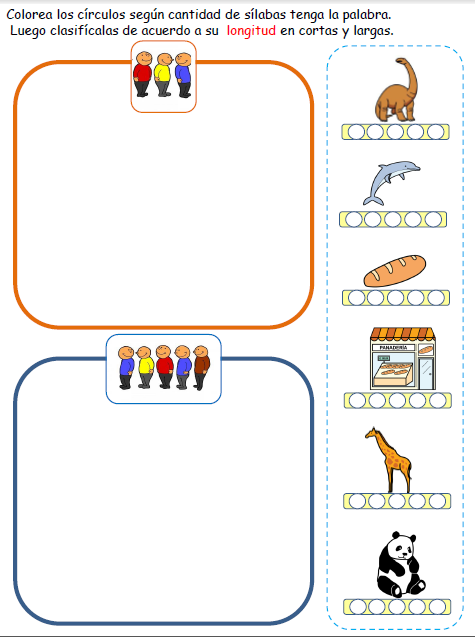 Colorea los círculos según cantidad de sílabas tenga la palabra.
Luego clasifícalas de acuerdo a su longitud en cortas y largas.
PANADERIA